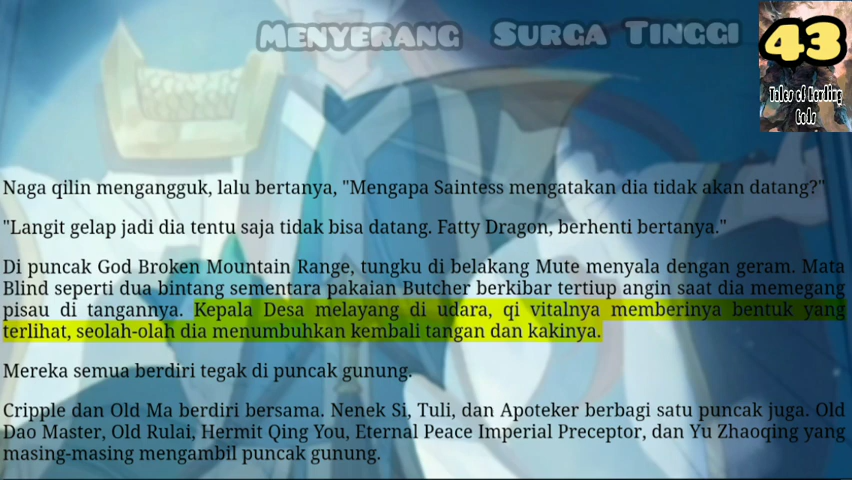 MENYERANG SURGA TINGGI
43
Tales of Herding
Gods
Naga qilin mengangguk, lalu bertanya, "Mengapa Saintess mengatakan dia tidak akan datang?"
"Langit gelap jadi dia tentu saja tidak bisa datang. Fatty Dragon, berhenti bertanya."
Di puncak God Broken Mountain Range, tungku di belakang Mute menyala dengan geram. Mata
Blind seperti dua bintang sementara pakaian Butcher berkibar tertiup angin saat dia memegang
pisau di tangannya. Kepala Desa melayang di udara, qi vitalnya memberinya bentuk yang
terlihat, seolah-olah dia menumbuhkan kembali tangan dan kakinya.
Mereka semua berdiri tegak di puncak gunung.
Cripple dan Old Ma berdiri bersama. Nenek Si, Tuli, dan Apoteker berbagi satu puncak juga. Old
Dao Master, Old Rulai, Hermit Qing You, Eternal Peace Imperial Preceptor, dan Yu Zhaoqing yang
masing-masing mengambil puncak gunung.